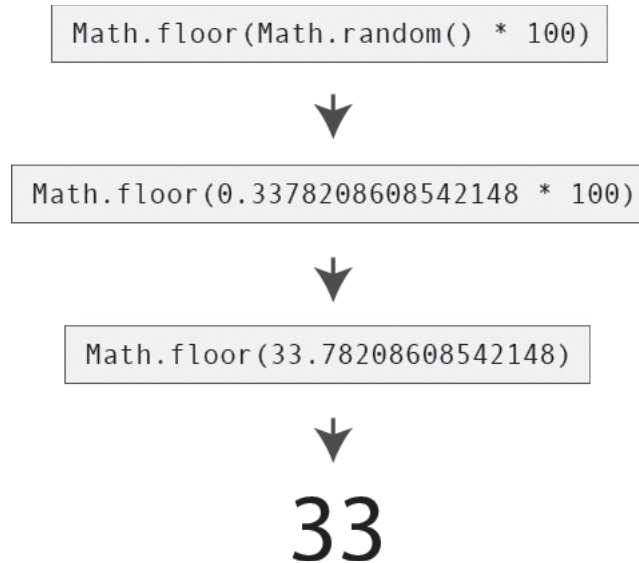 Math.floor(Math.random() * 100)
Math.floor(0.3378208608542148 * 100)
Math.floor(33.78208608542148)
33